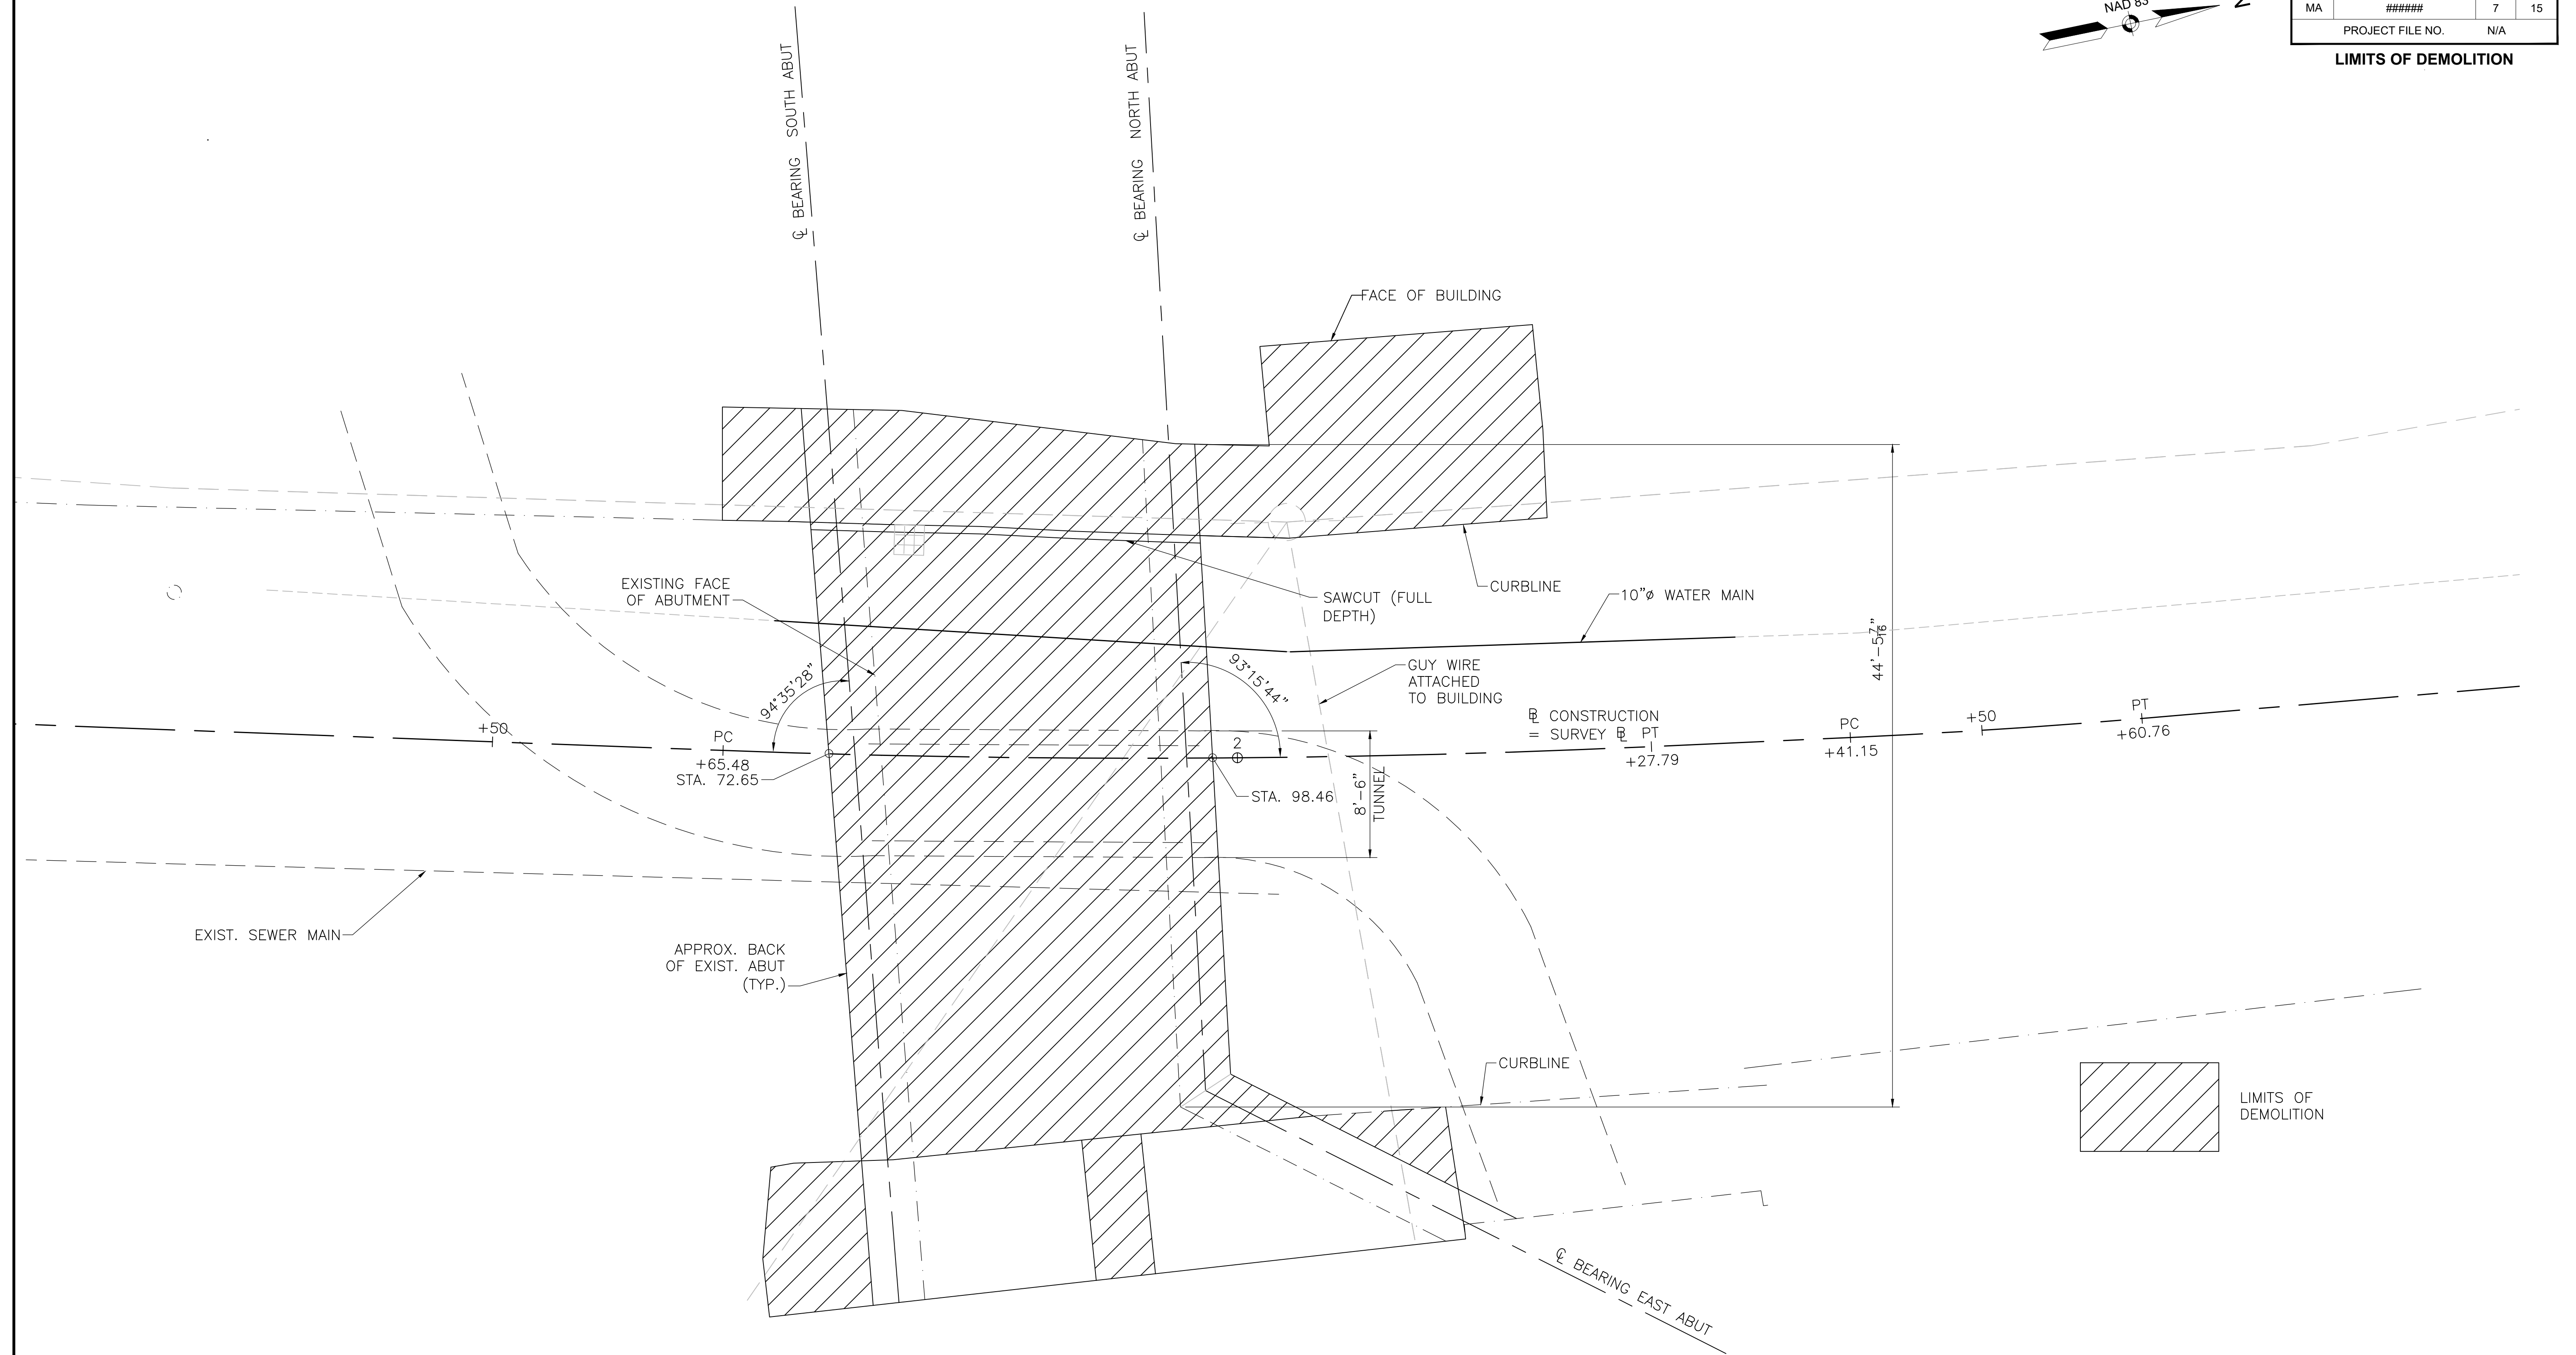 NAD 83
MA ###### 7 15
PROJECT FILE NO. N/A
LIMITS OF DEMOLITION
℄ BEARING SOUTH ABUT
℄ BEARING NORTH ABUT
FACE OF BUILDING
EXISTING FACE
OF ABUTMENT
SAWCUT (FULL
DEPTH)
CURBLINE
10"ø WATER MAIN
44'-5 7/16"
94°35'28"
93°15'44"
GUY WIRE
ATTACHED
TO BUILDING
+50
PC
+65.48
STA. 72.65
2
STA. 98.46
8'-6"
TUNNEL
BL CONSTRUCTION
= SURVEY BL
PT
+27.79
PC
+41.15
+50
PT
+60.76
EXIST. SEWER MAIN
APPROX. BACK
OF EXIST. ABUT
(TYP.)
CURBLINE
LIMITS OF
DEMOLITION
℄ BEARING EAST ABUT